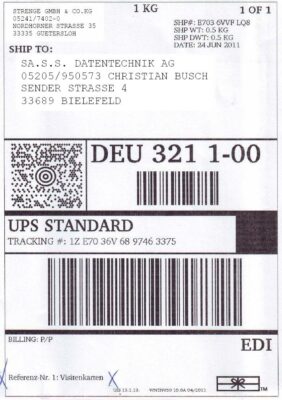 STRENGE GMBH & CO.KG
05241/7402-0
NORDHORNER STRASSE 35
33335 GUETERSLOH
1 KG
1 OF 1
SHP#: E703 6VVP LQ8
SHP WT: 0.5 KG
SHP DWT: 0.5 KG
DATE: 24 JUN 2011
SHIP TO:
SA.S.S. DATENTECHNIK AG
05205/950573 CHRISTIAN BUSCH
SENDER STRASSE 4
33689 BIELEFELD
DEU 321 1-00
UPS STANDARD
TRACKING #: 1Z E70 36V 68 9746 3375
BILLING: P/P
EDI
Referenz-Nr. 1: Visitenkarten
TM